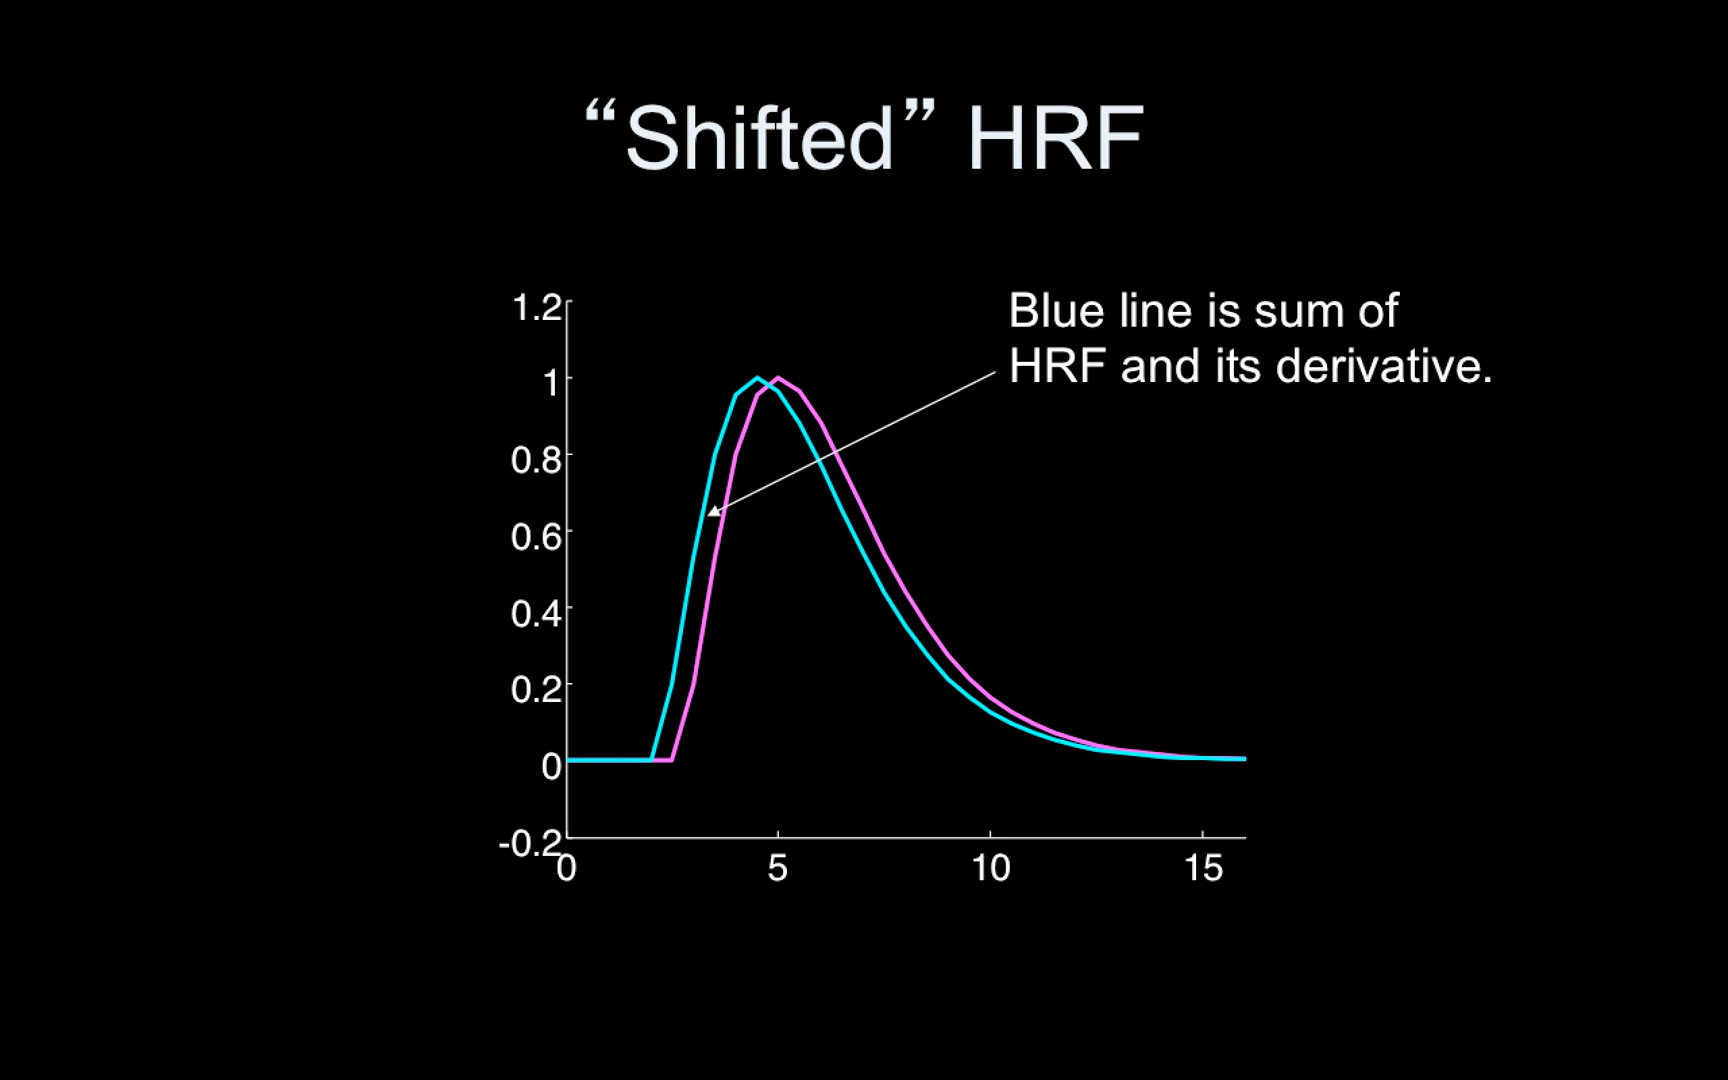 “Shifted” HRF
Blue line is sum of
HRF and its derivative.
1.2
1
0.8
0.6
0.4
0.2
0
-0.2
0 5 10 15